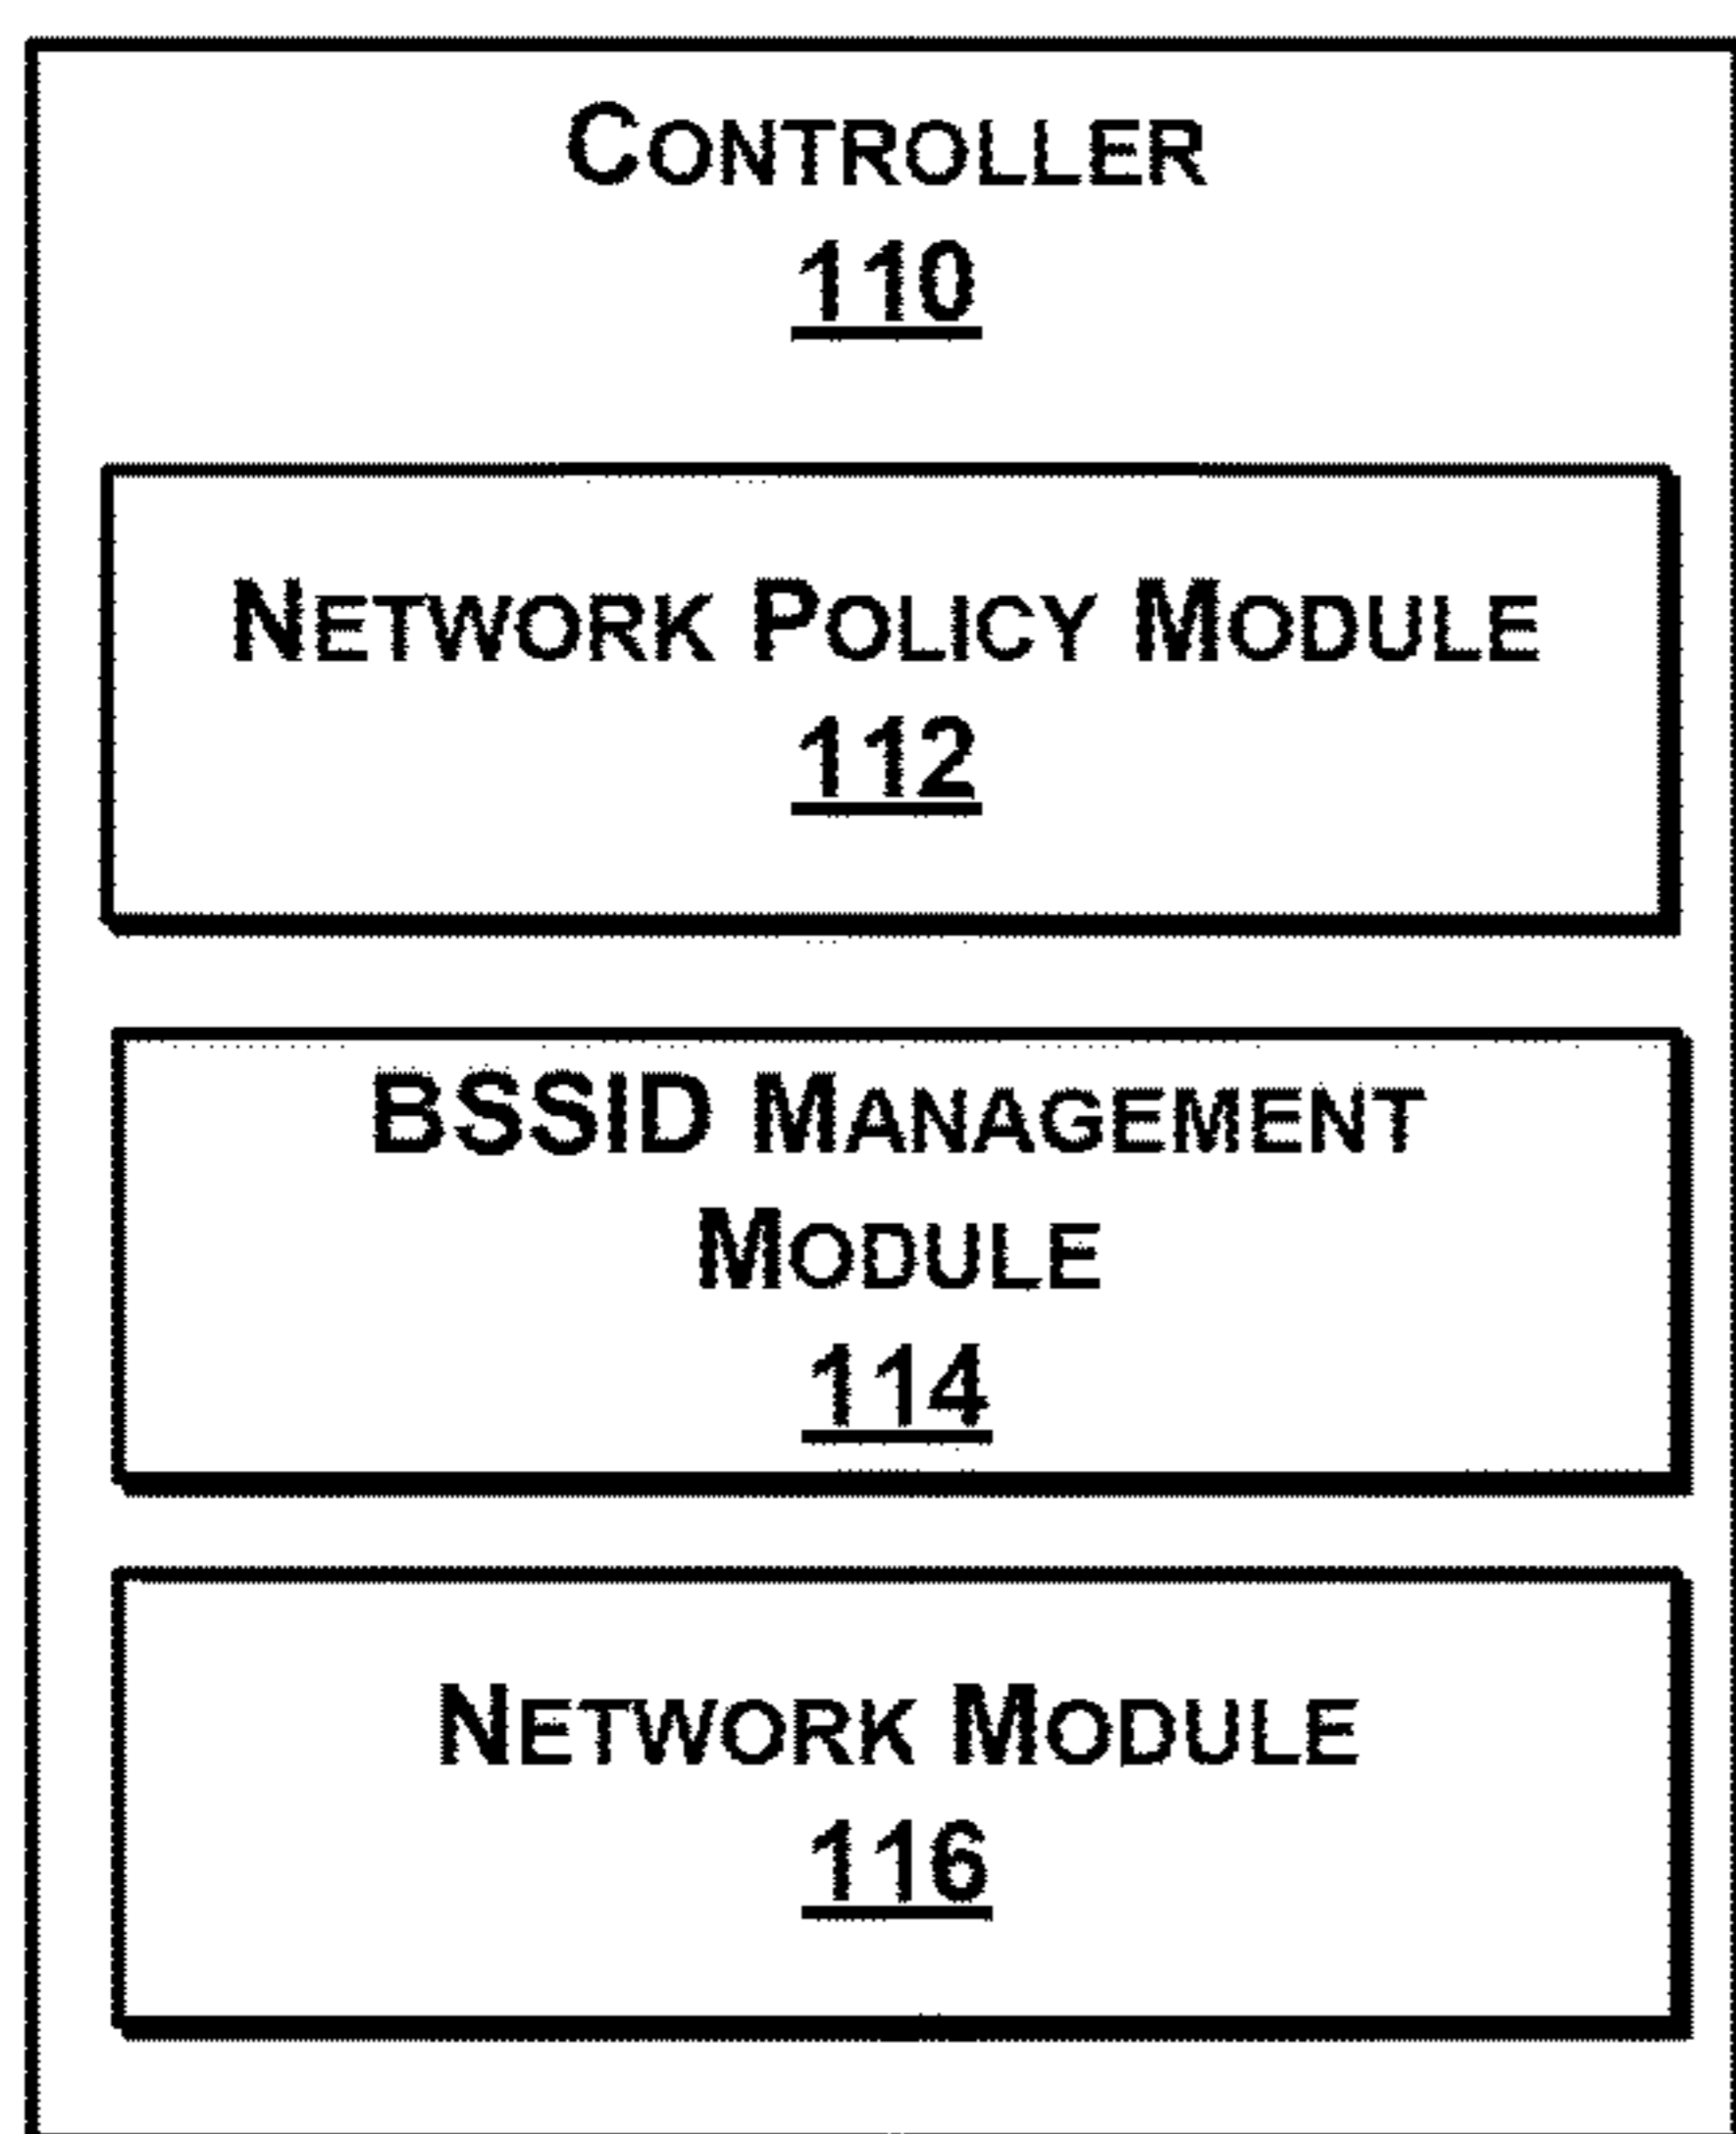 CONTROLLER
110
NETWORK POLICY MODULE
112
BSSID MANAGEMENT
MODULE
114
NETWORK MODULE
116